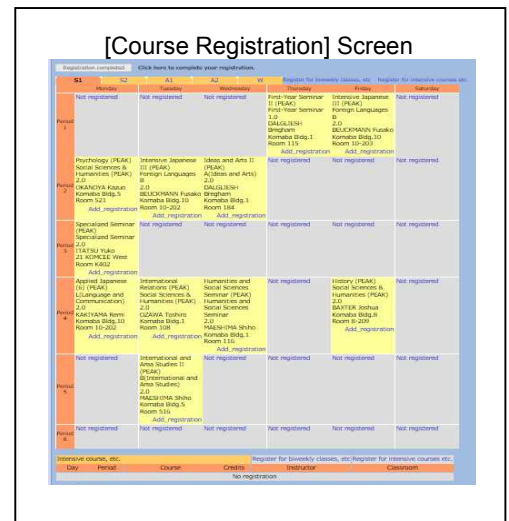 [Course Registration] Screen
Registration completed Click here to complete your registration.
S1 S2 A1 A2 W Register for biweekly classes, etc Register for intensive courses etc.
Monday Tuesday Wednesday Thursday Friday Saturday
Period 1
Not registered
Not registered
Not registered
First-Year Seminar
II (PEAK)
First-Year Seminar
1.0
DALGLIESH
Bregham
Komaba Bldg.1
Room 115
Add_registration
Intensive Japanese
III (PEAK)
Foreign Languages
B
2.0
BEUCKMANN Fusako
Komaba Bldg.10
Room 10-203
Add_registration
Not registered
Period 2
Psychology (PEAK)
Social Sciences &
Humanities (PEAK)
2.0
OKANOYA Kazuo
Komaba Bldg.5
Room 523
Add_registration
Intensive Japanese
III (PEAK)
Foreign Languages
B
2.0
BEUCKMANN Fusako
Komaba Bldg.10
Room 10-202
Add_registration
Ideas and Arts II
(PEAK)
A(Ideas and Arts)
2.0
DALGLIESH
Bregham
Komaba Bldg.1
Room 184
Add_registration
Not registered
Not registered
Not registered
Period 3
Specialized Seminar
(PEAK)
Specialized Seminar
2.0
ITATSU Yuko
21 KOMCEE West
Room K402
Add_registration
Not registered
Not registered
Not registered
Not registered
Not registered
Period 4
Applied Japanese
(PEAK)
L(Language and
Communication)
2.0
KAKIYAMA Remi
Komaba Bldg.10
Room 10-202
Add_registration
International
Relations (PEAK)
Social Sciences &
Humanities (PEAK)
2.0
OZAWA Toshiro
Komaba Bldg.1
Room 108
Add_registration
Humanities and
Social Sciences
Seminar (PEAK)
Humanities and
Social Sciences
Seminar
2.0
MAESHIMA Shiho
Komaba Bldg.1
Room 116
Add_registration
Not registered
History (PEAK)
Social Sciences &
Humanities (PEAK)
2.0
BAXTER Joshua
Komaba Bldg.8
Room 8-209
Add_registration
Not registered
Period 5
Not registered
International and
Area Studies II
(PEAK)
B(International and
Area Studies)
2.0
MAESHIMA Shiho
Komaba Bldg.5
Room 516
Add_registration
Not registered
Not registered
Not registered
Not registered
Period 6
Not registered
Not registered
Not registered
Not registered
Not registered
Not registered
Intensive course, etc. Register for biweekly classes, etc Register for intensive courses etc.
Day Period Course Credits Instructor Classroom
No registration